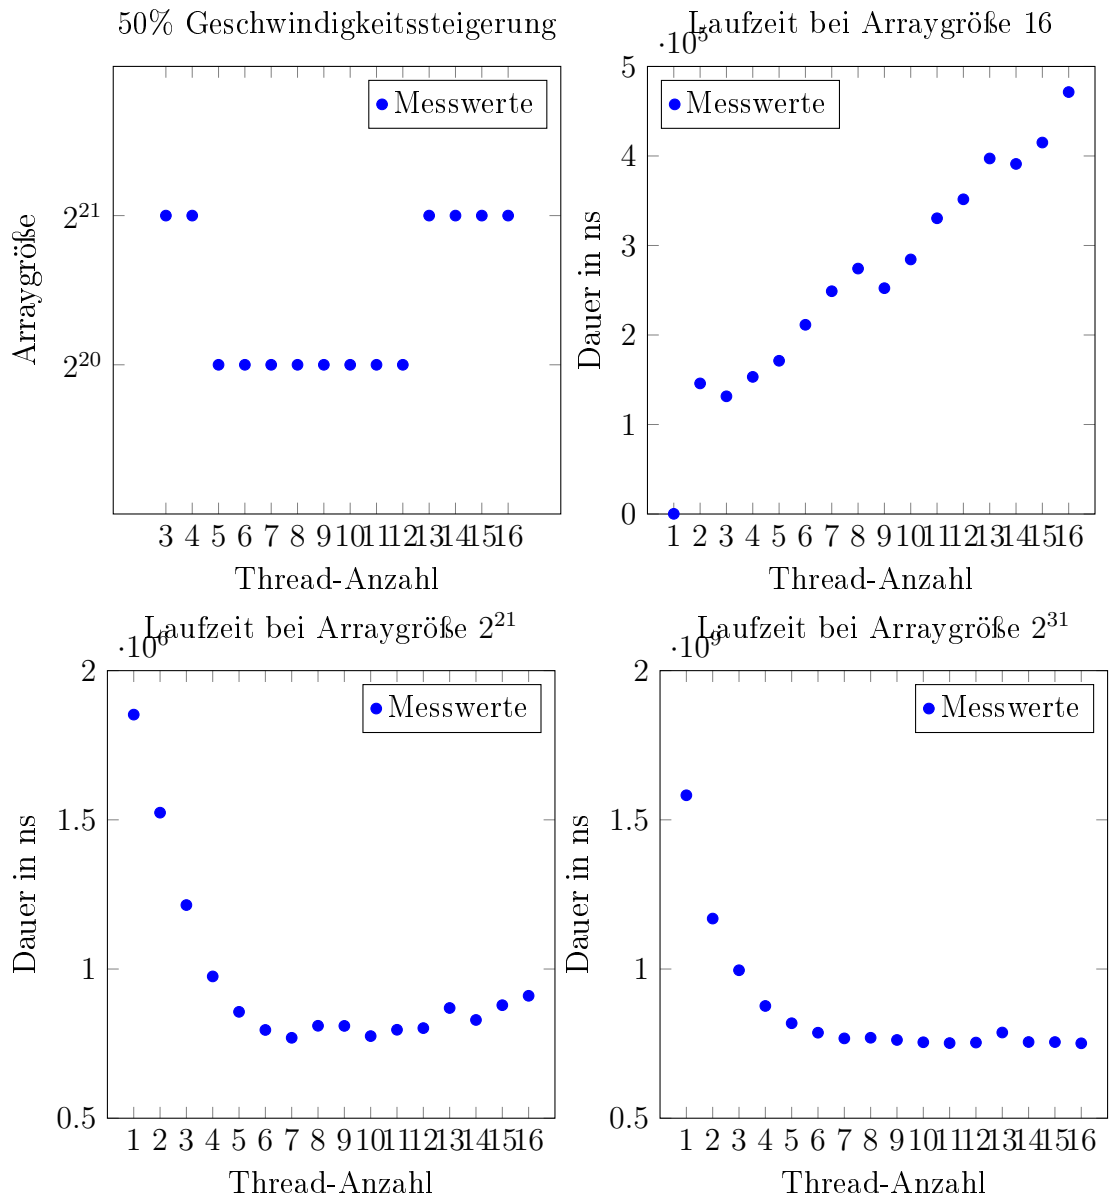 50% Geschwindigkeitssteigerung
Messwerte
2^21
2^20
Arraygröße
3 4 5 6 7 8 9 10 11 12 13 14 15 16
Thread-Anzahl
Laufzeit bei Arraygröße 16
·10^5
Messwerte
5
4
3
2
1
0
Dauer in ns
1 2 3 4 5 6 7 8 9 10 11 12 13 14 15 16
Thread-Anzahl
Laufzeit bei Arraygröße 2^21
·10^6
Messwerte
2
1.5
1
0.5
Dauer in ns
1 2 3 4 5 6 7 8 9 10 11 12 13 14 15 16
Thread-Anzahl
Laufzeit bei Arraygröße 2^31
·10^9
Messwerte
2
1.5
1
0.5
Dauer in ns
1 2 3 4 5 6 7 8 9 10 11 12 13 14 15 16
Thread-Anzahl